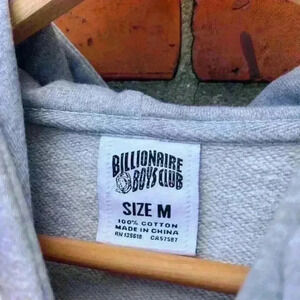 BILLIONAIRE
BOYS CLUB
SIZE M
100% COTTON
MADE IN CHINA
RN 125618 CA57587